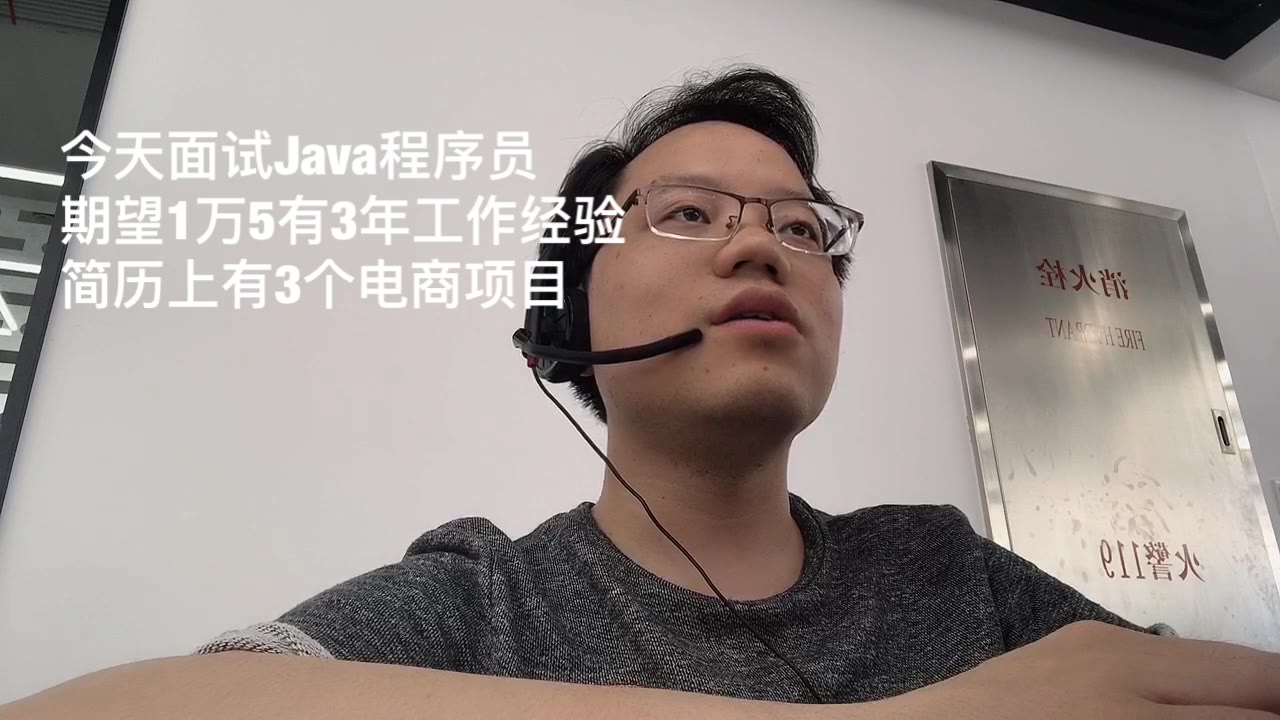 今天面试Java程序员
期望1万5有3年工作经验
简历上有3个电商项目
消火栓
FIRE HYDRANT
火警119